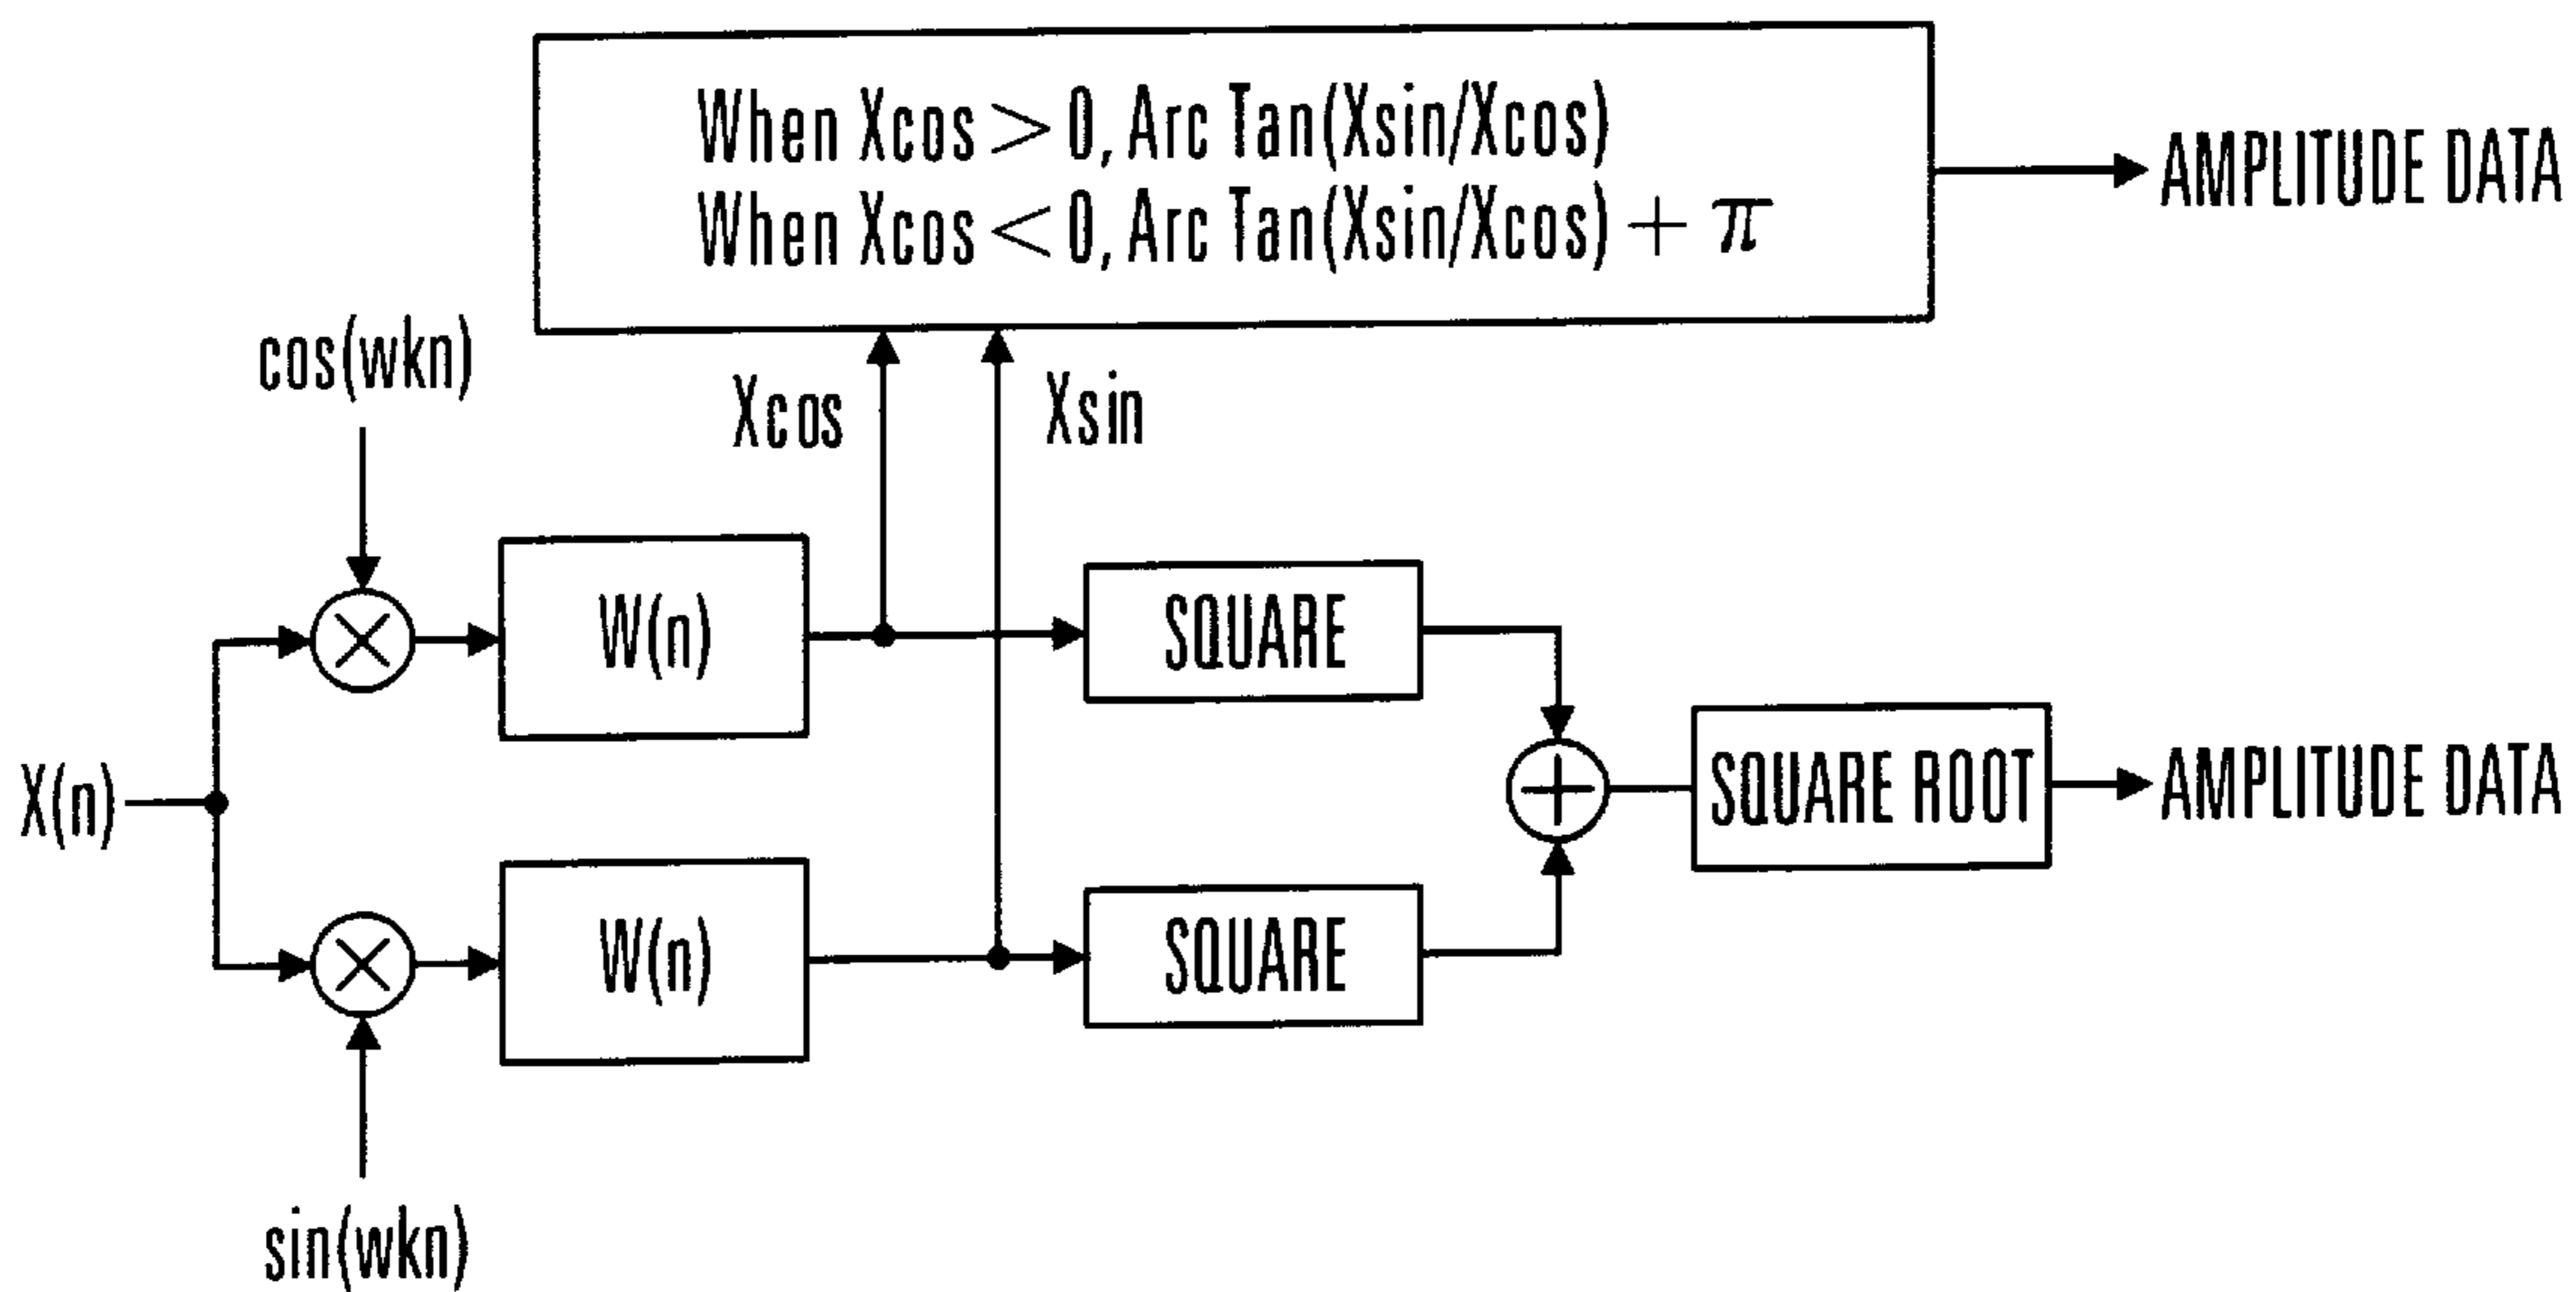 When Xcos > 0, Arc Tan(Xsin/Xcos)
When Xcos < 0, Arc Tan(Xsin/Xcos) + π
AMPLITUDE DATA
cos(wkn)
Xcos
Xsin
W(n)
SQUARE
X(n)
SQUARE ROOT
AMPLITUDE DATA
W(n)
SQUARE
sin(wkn)